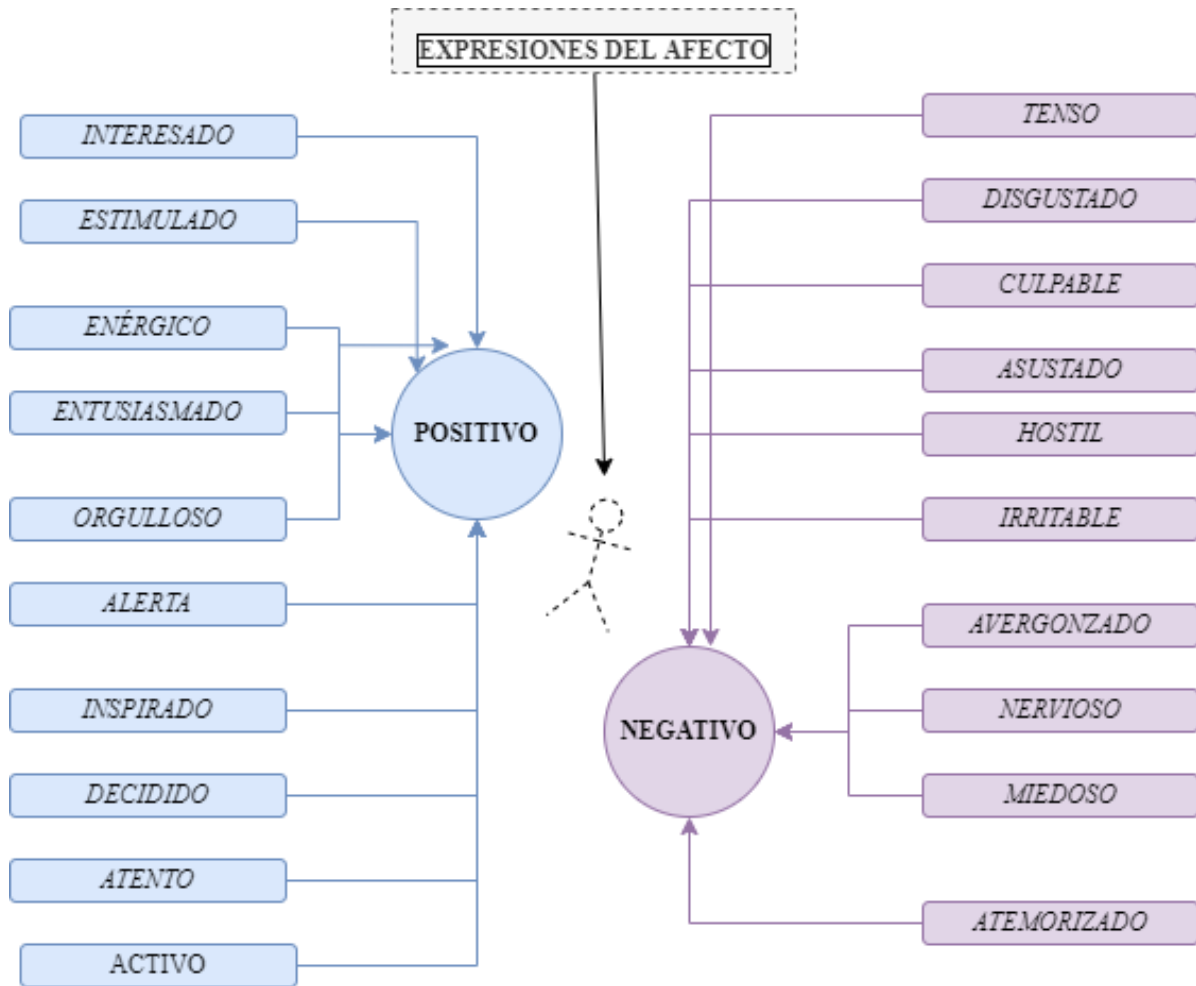 EXPRESIONES DEL AFECTO
INTERESADO
ESTIMULADO
ENÉRGICO
ENTUSIASMADO
ORGULLOSO
ALERTA
INSPIRADO
DECIDIDO
ATENTO
ACTIVO
POSITIVO
NEGATIVO
TENSO
DISGUSTADO
CULPABLE
ASUSTADO
HOSTIL
IRRITABLE
AVERGONZADO
NERVIOSO
MIEDOSO
ATEMORIZADO